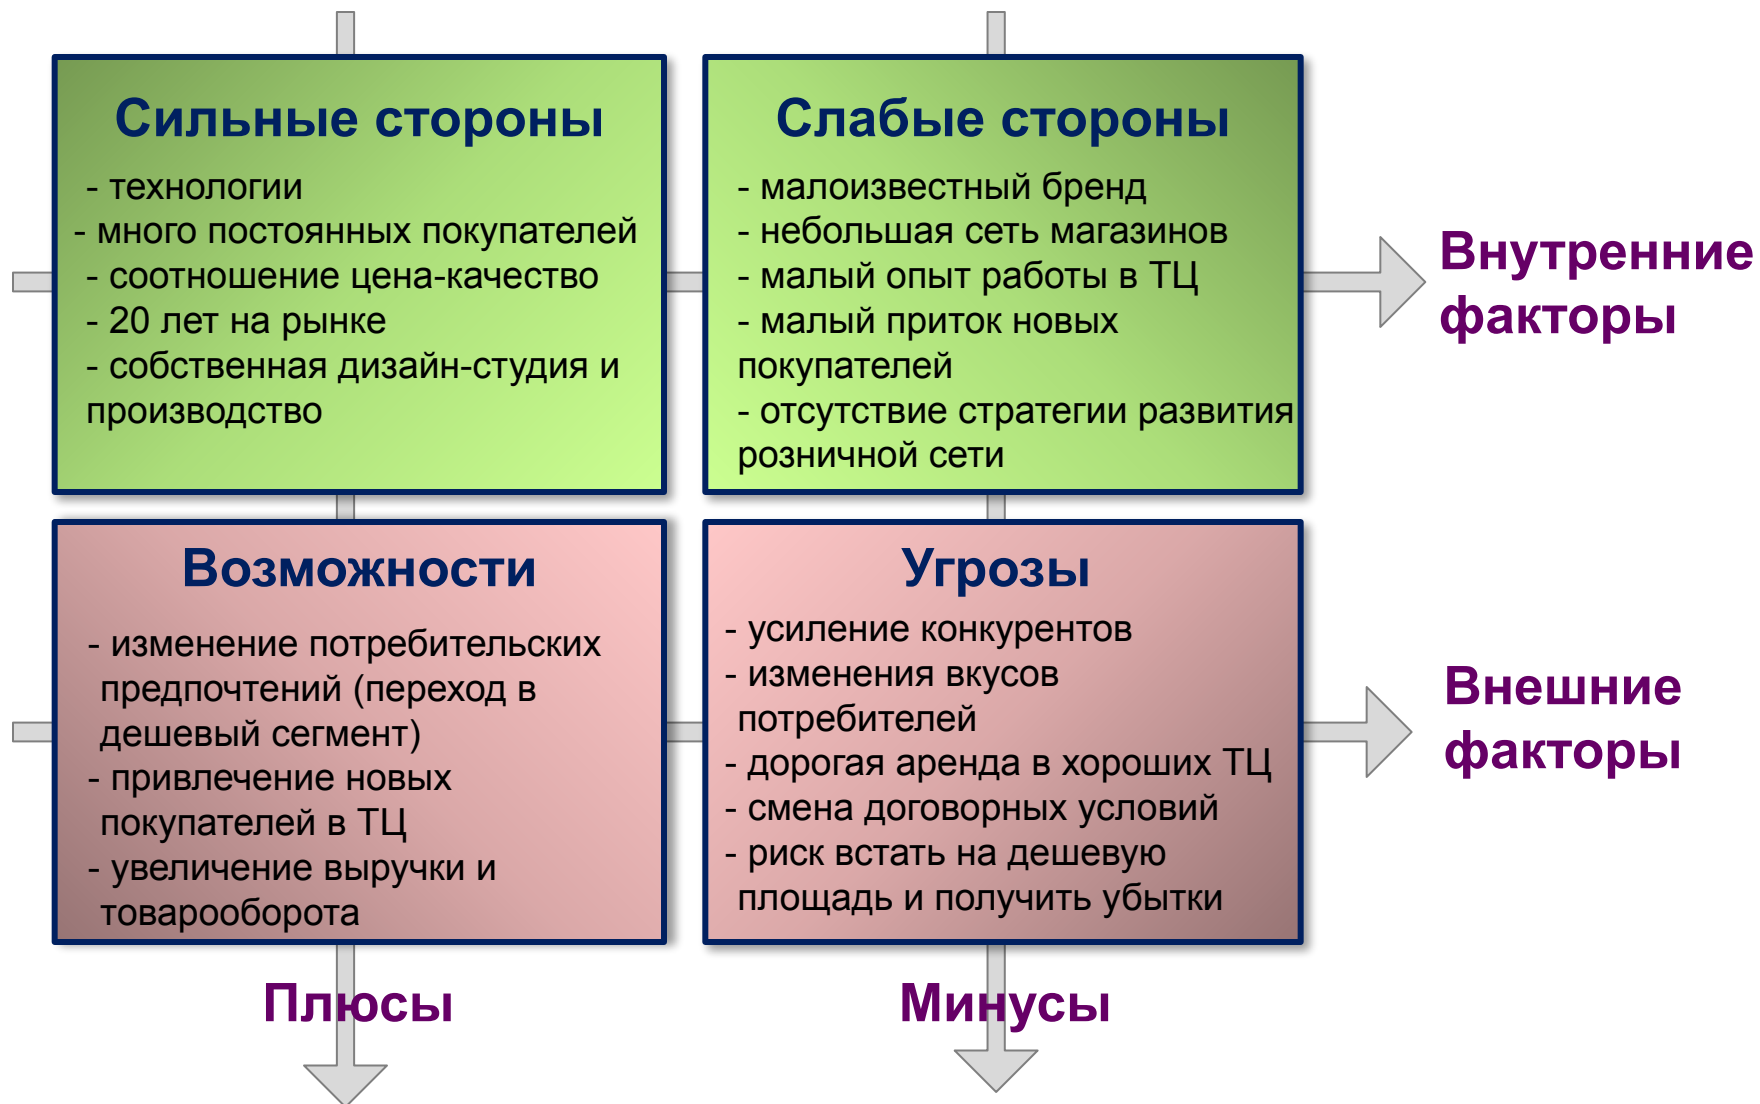 Сильные стороны
- технологии
- много постоянных покупателей
- соотношение цена-качество
- 20 лет на рынке
- собственная дизайн-студия и
производство
Слабые стороны
- малоизвестный бренд
- небольшая сеть магазинов
- малый опыт работы в ТЦ
- малый приток новых
покупателей
- отсутствие стратегии развития
розничной сети
Внутренние
факторы
Возможности
- изменение потребительских
предпочтений (переход в
дешевый сегмент)
- привлечение новых
покупателей в ТЦ
- увеличение выручки и
товарооборота
Угрозы
- усиление конкурентов
- изменения вкусов
потребителей
- дорогая аренда в хороших ТЦ
- смена договорных условий
- риск встать на дешевую
площадь и получить убытки
Внешние
факторы
Плюсы
Минусы